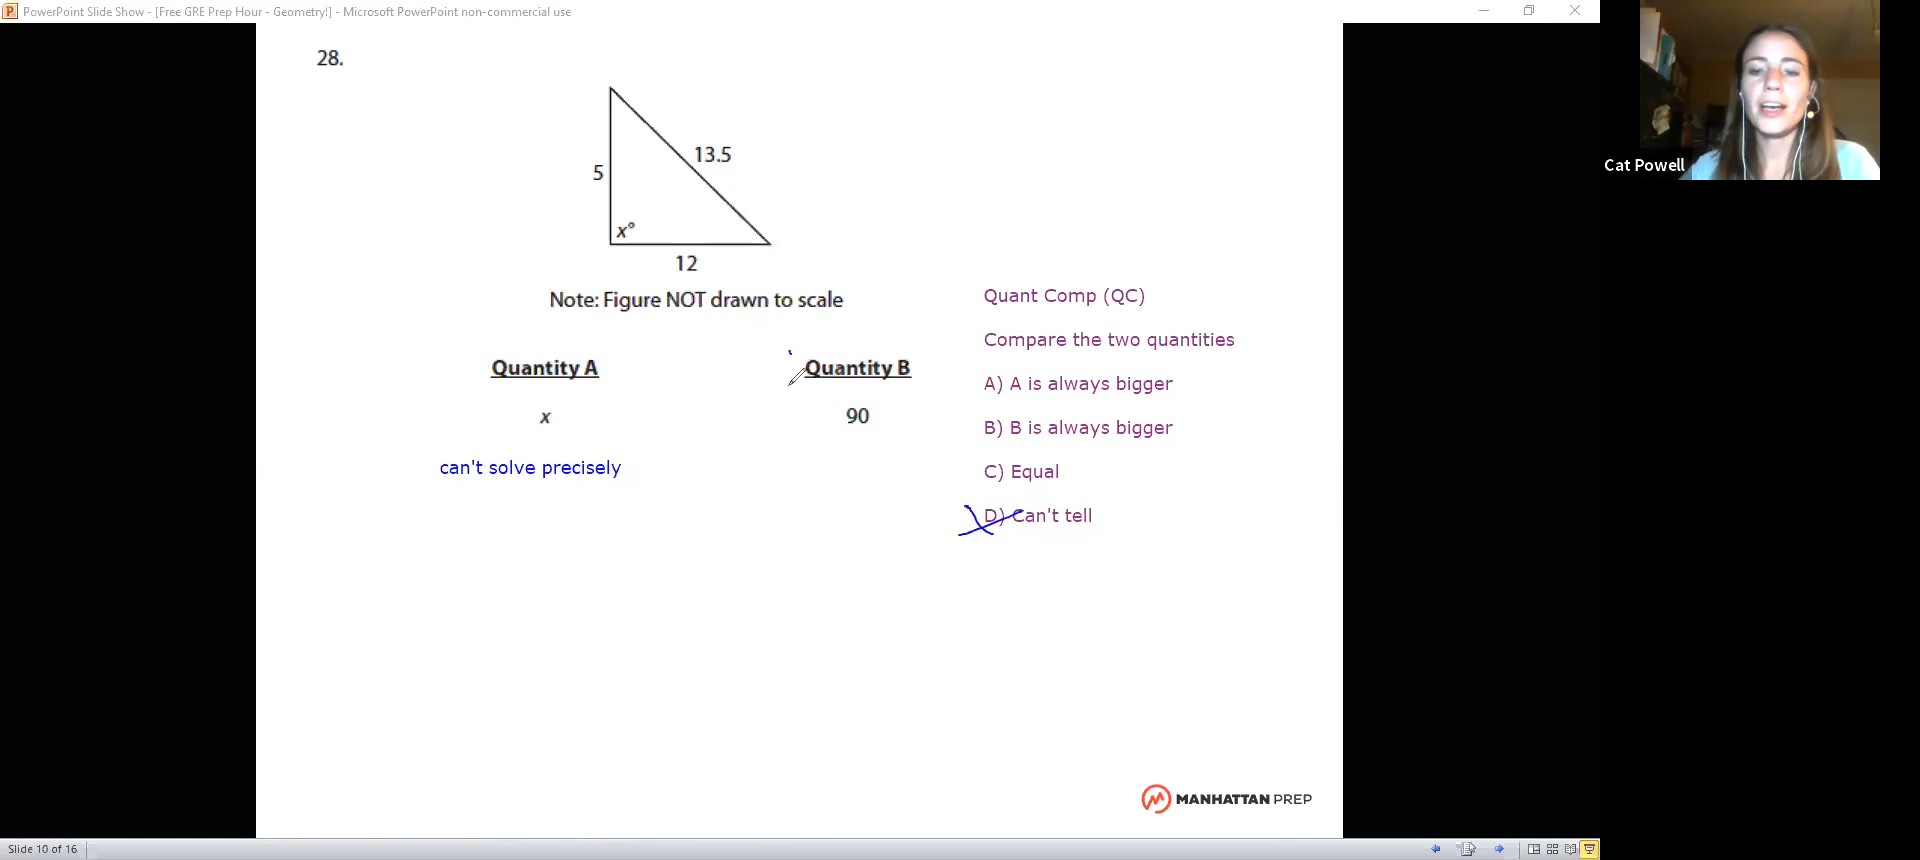 PowerPoint Slide Show - [Free GRE Prep Hour - Geometry!] - Microsoft PowerPoint non-commercial use
Cat Powell
28.
13.5
5
x°
12
Note: Figure NOT drawn to scale
Quantity A
Quantity B
x
90
can't solve precisely
Quant Comp (QC)
Compare the two quantities
A) A is always bigger
B) B is always bigger
C) Equal
D) Can't tell
MANHATTAN PREP
Slide 10 of 16